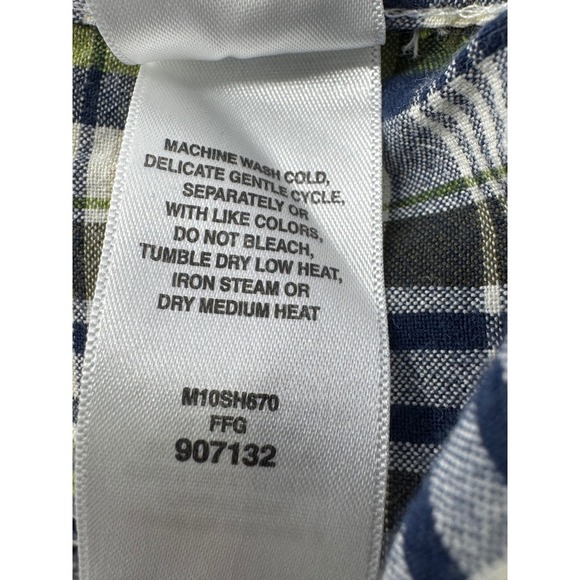 MACHINE WASH COLD,
DELICATE GENTLE CYCLE,
SEPARATELY OR
WITH LIKE COLORS,
DO NOT BLEACH,
TUMBLE DRY LOW HEAT,
IRON STEAM OR
DRY MEDIUM HEAT
M10SH670
FFG
907132